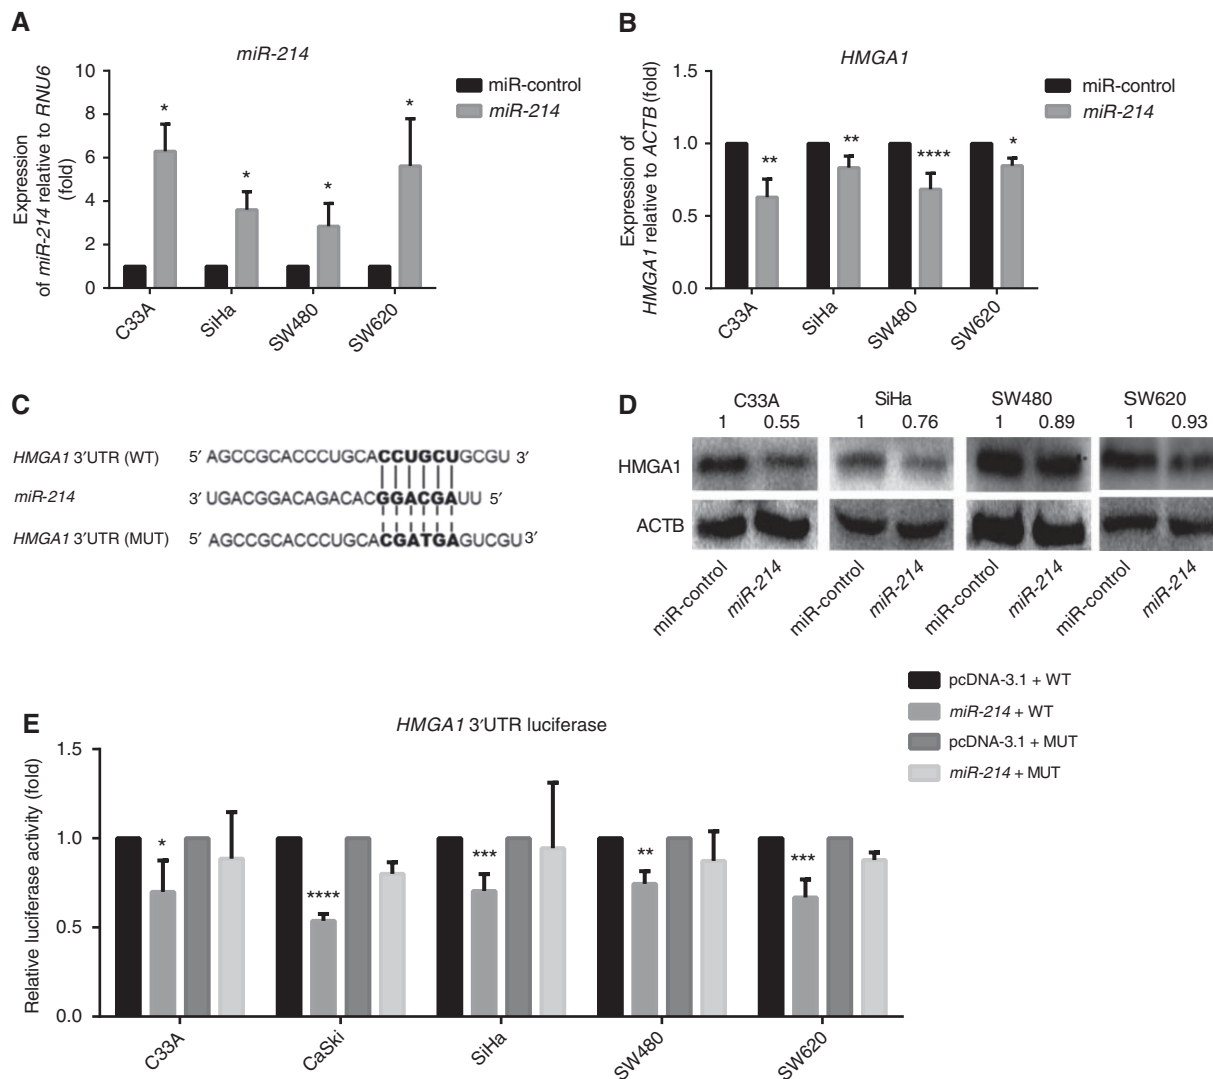 A
miR-214
Expression
of miR-214 relative to RNU6
(fold)
10
8
6
4
2
0
*
*
*
*
C33A
SiHa
SW480
SW620
miR-control
miR-214
B
HMGA1
Expression of
HMGA1 relative to ACTB (fold)
1.5
1.0
0.5
0.0
**
**
****
*
C33A
SiHa
SW480
SW620
miR-control
miR-214
C
HMGA1 3′UTR (WT) 5′ AGCCGCACCCUGCACCUGCUUGCGU 3′
miR-214 3′ UGACGGACAGACACGGACGAUU 5′
HMGA1 3′UTR (MUT) 5′ AGCCGCACCCUGCACGATGAGUCGU 3′
D
C33A SiHa SW480 SW620
1 0.55 1 0.76 1 0.89 1 0.93
HMGA1
ACTB
miR-control miR-214 miR-control miR-214 miR-control miR-214 miR-control miR-214
E
HMGA1 3′UTR luciferase
pcDNA-3.1 + WT
miR-214 + WT
pcDNA-3.1 + MUT
miR-214 + MUT
Relative luciferase activity (fold)
1.5
1.0
0.5
0.0
*
****
***
**
***
C33A
CaSki
SiHa
SW480
SW620